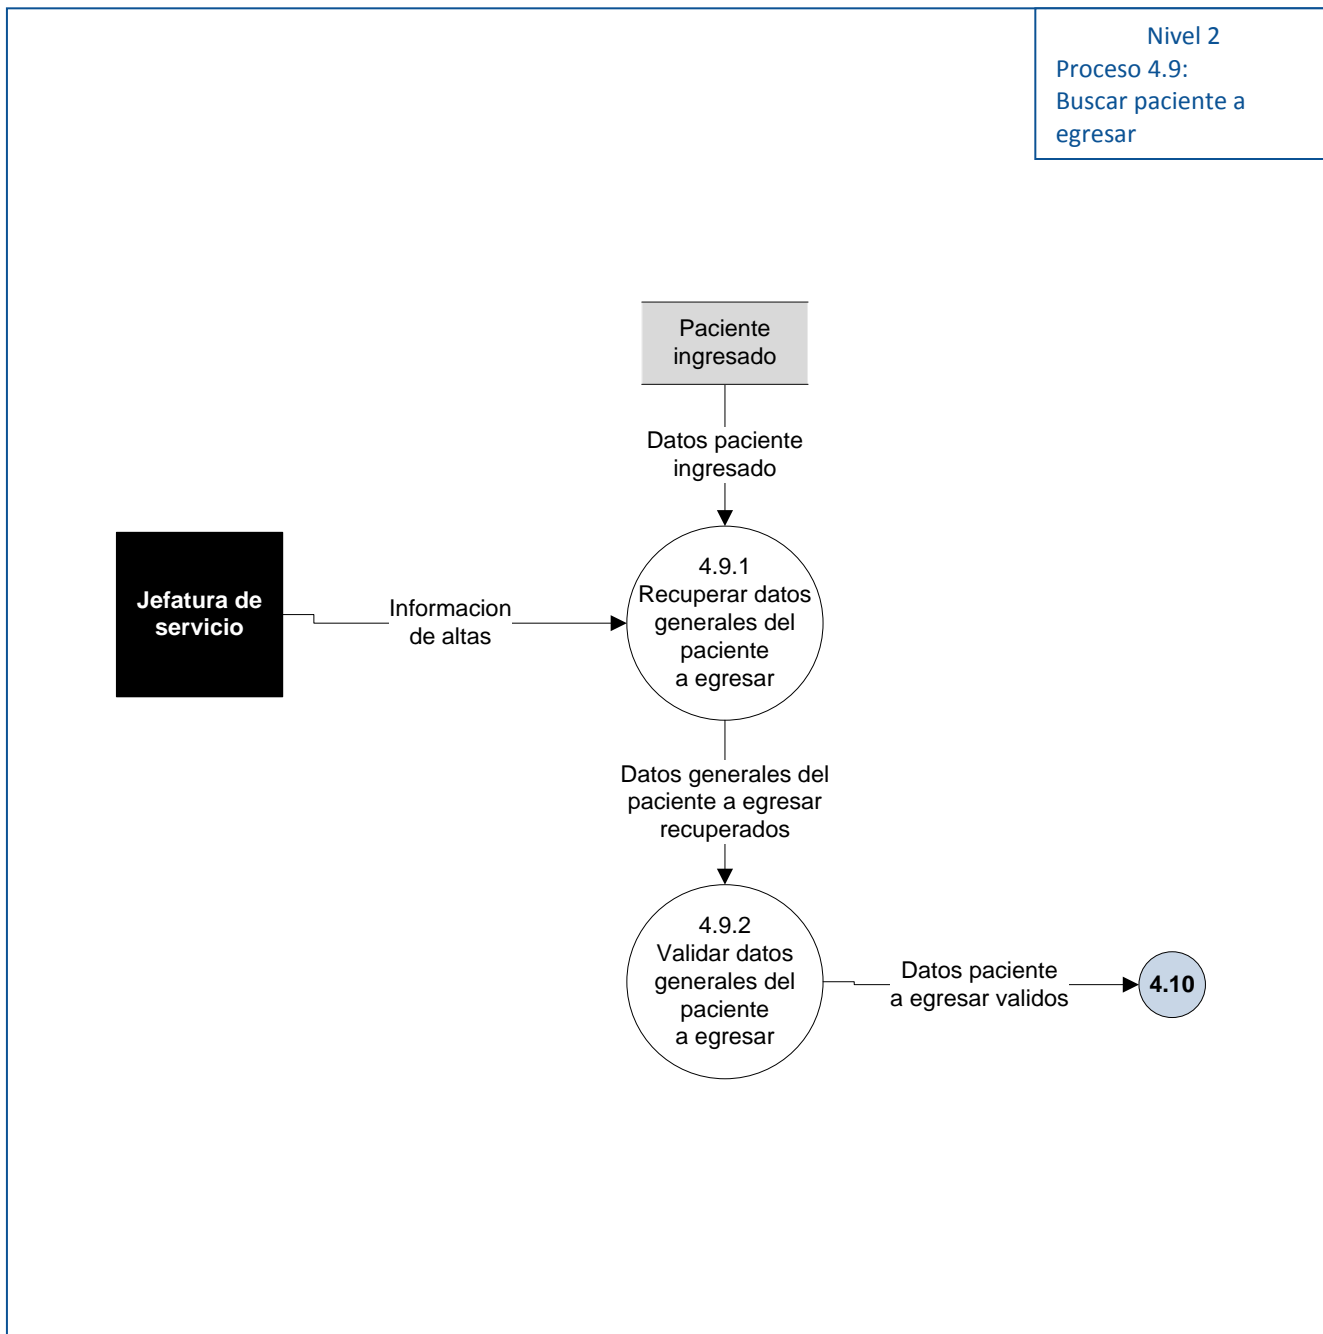 Nivel 2
Proceso 4.9:
Buscar paciente a
egresar
Paciente
ingresado
Datos paciente
ingresado
Jefatura de
servicio
Informacion
de altas
4.9.1
Recuperar datos
generales del
paciente
a egresar
Datos generales del
paciente a egresar
recuperados
4.9.2
Validar datos
generales del
paciente
a egresar
Datos paciente
a egresar validos
4.10